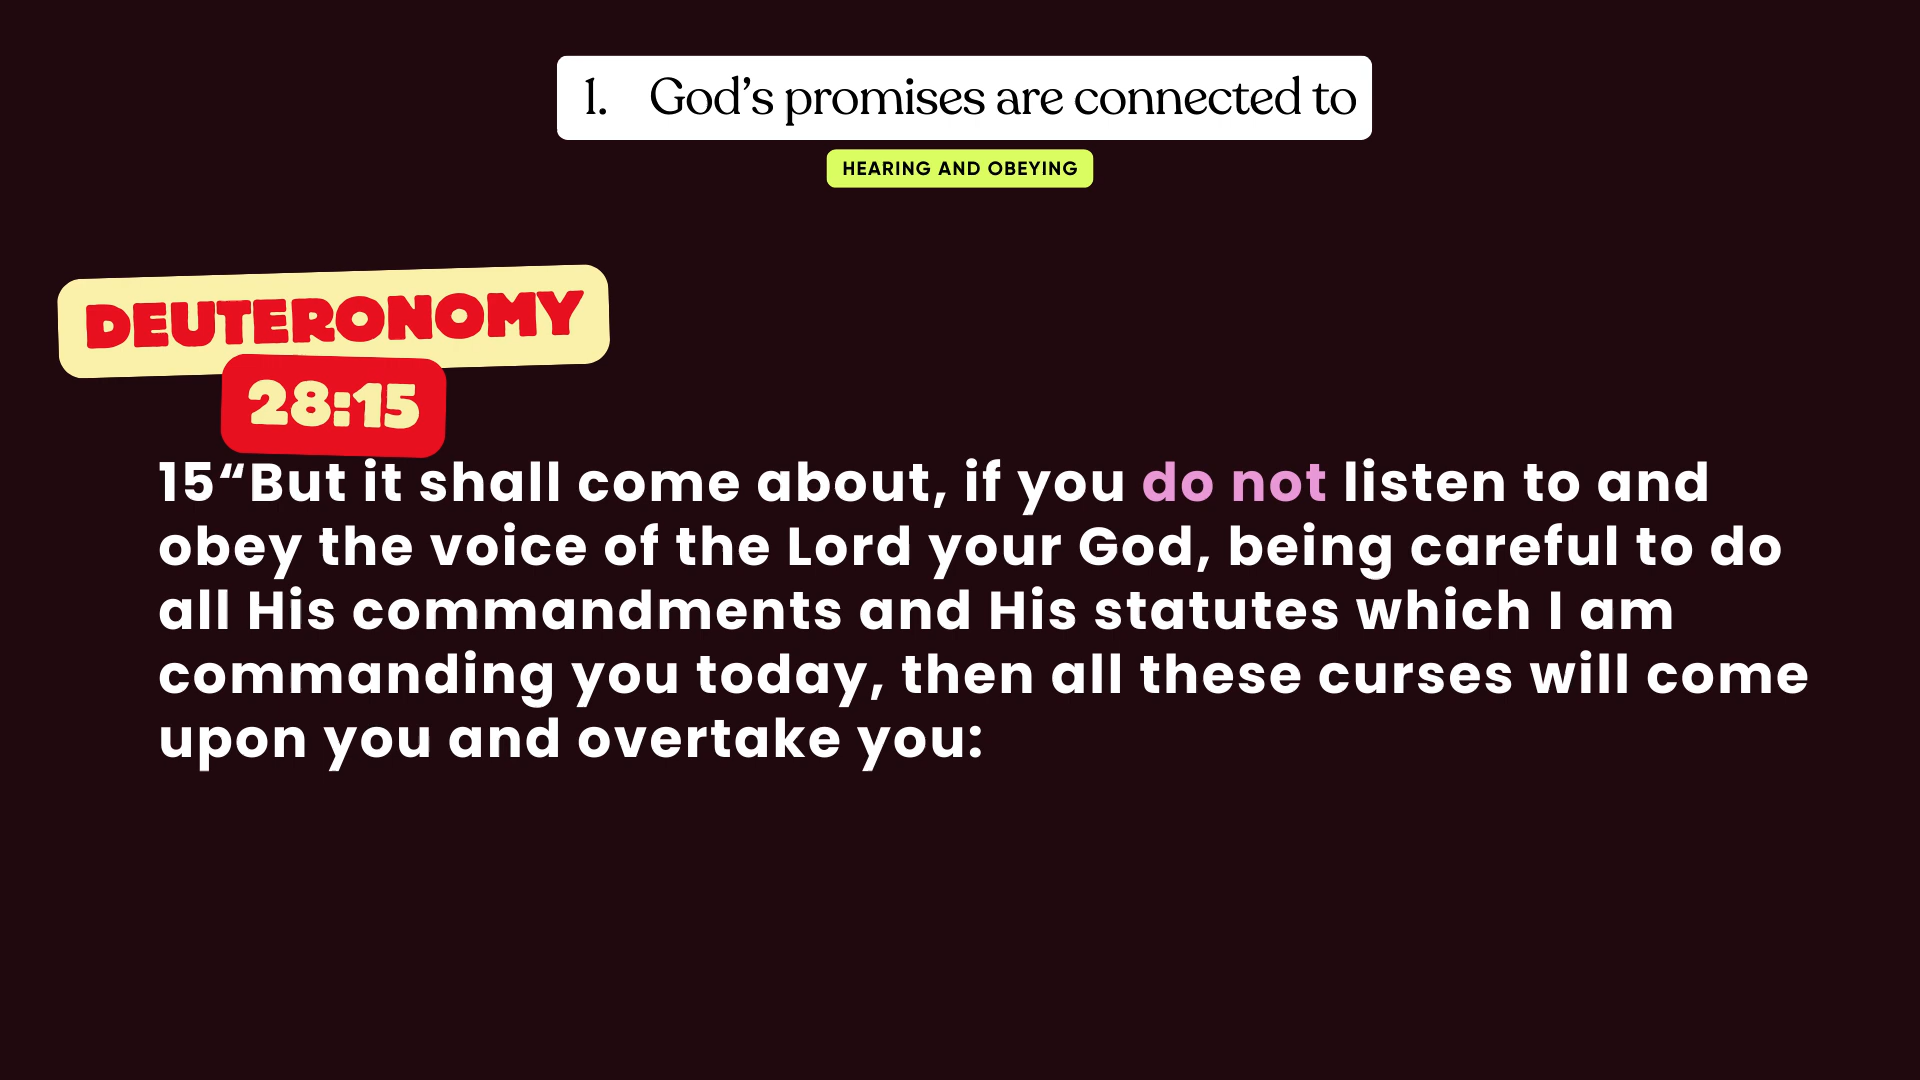 1. God’s promises are connected to
HEARING AND OBEYING
DEUTERONOMY
28:15
15“But it shall come about, if you do not listen to and
obey the voice of the Lord your God, being careful to do
all His commandments and His statutes which I am
commanding you today, then all these curses will come
upon you and overtake you: